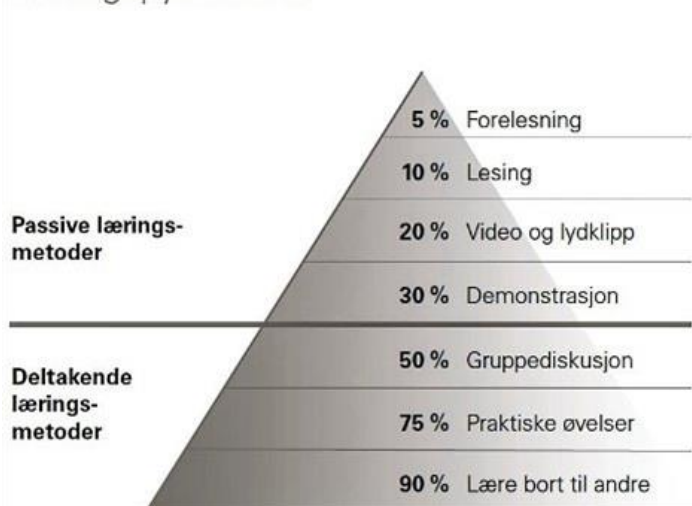 5 % Forelesning
10 % Lesing
Passive lærings-
metoder
20 % Video og lydklipp
30 % Demonstrasjon
50 % Gruppediskusjon
Deltakende
lærings-
metoder
75 % Praktiske øvelser
90 % Lære bort til andre